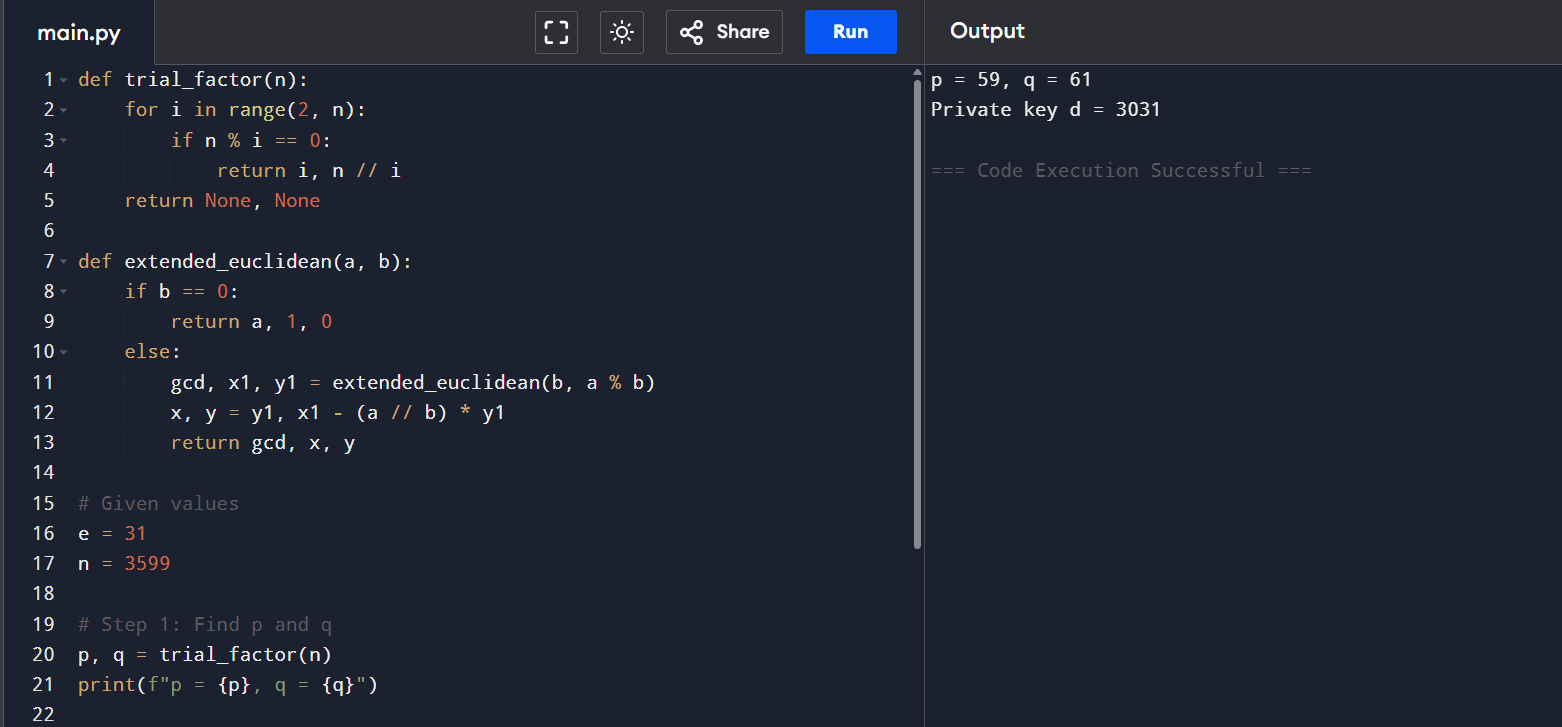 main.py
Share
Run
Output
1 def trial_factor(n):
2     for i in range(2, n):
3         if n % i == 0:
4             return i, n // i
5     return None, None
6
7 def extended_euclidean(a, b):
8     if b == 0:
9         return a, 1, 0
10     else:
11         gcd, x1, y1 = extended_euclidean(b, a % b)
12         x, y = y1, x1 - (a // b) * y1
13         return gcd, x, y
14
15 # Given values
16 e = 31
17 n = 3599
18
19 # Step 1: Find p and q
20 p, q = trial_factor(n)
21 print(f"p = {p}, q = {q}")
22
p = 59, q = 61
Private key d = 3031
=== Code Execution Successful ===